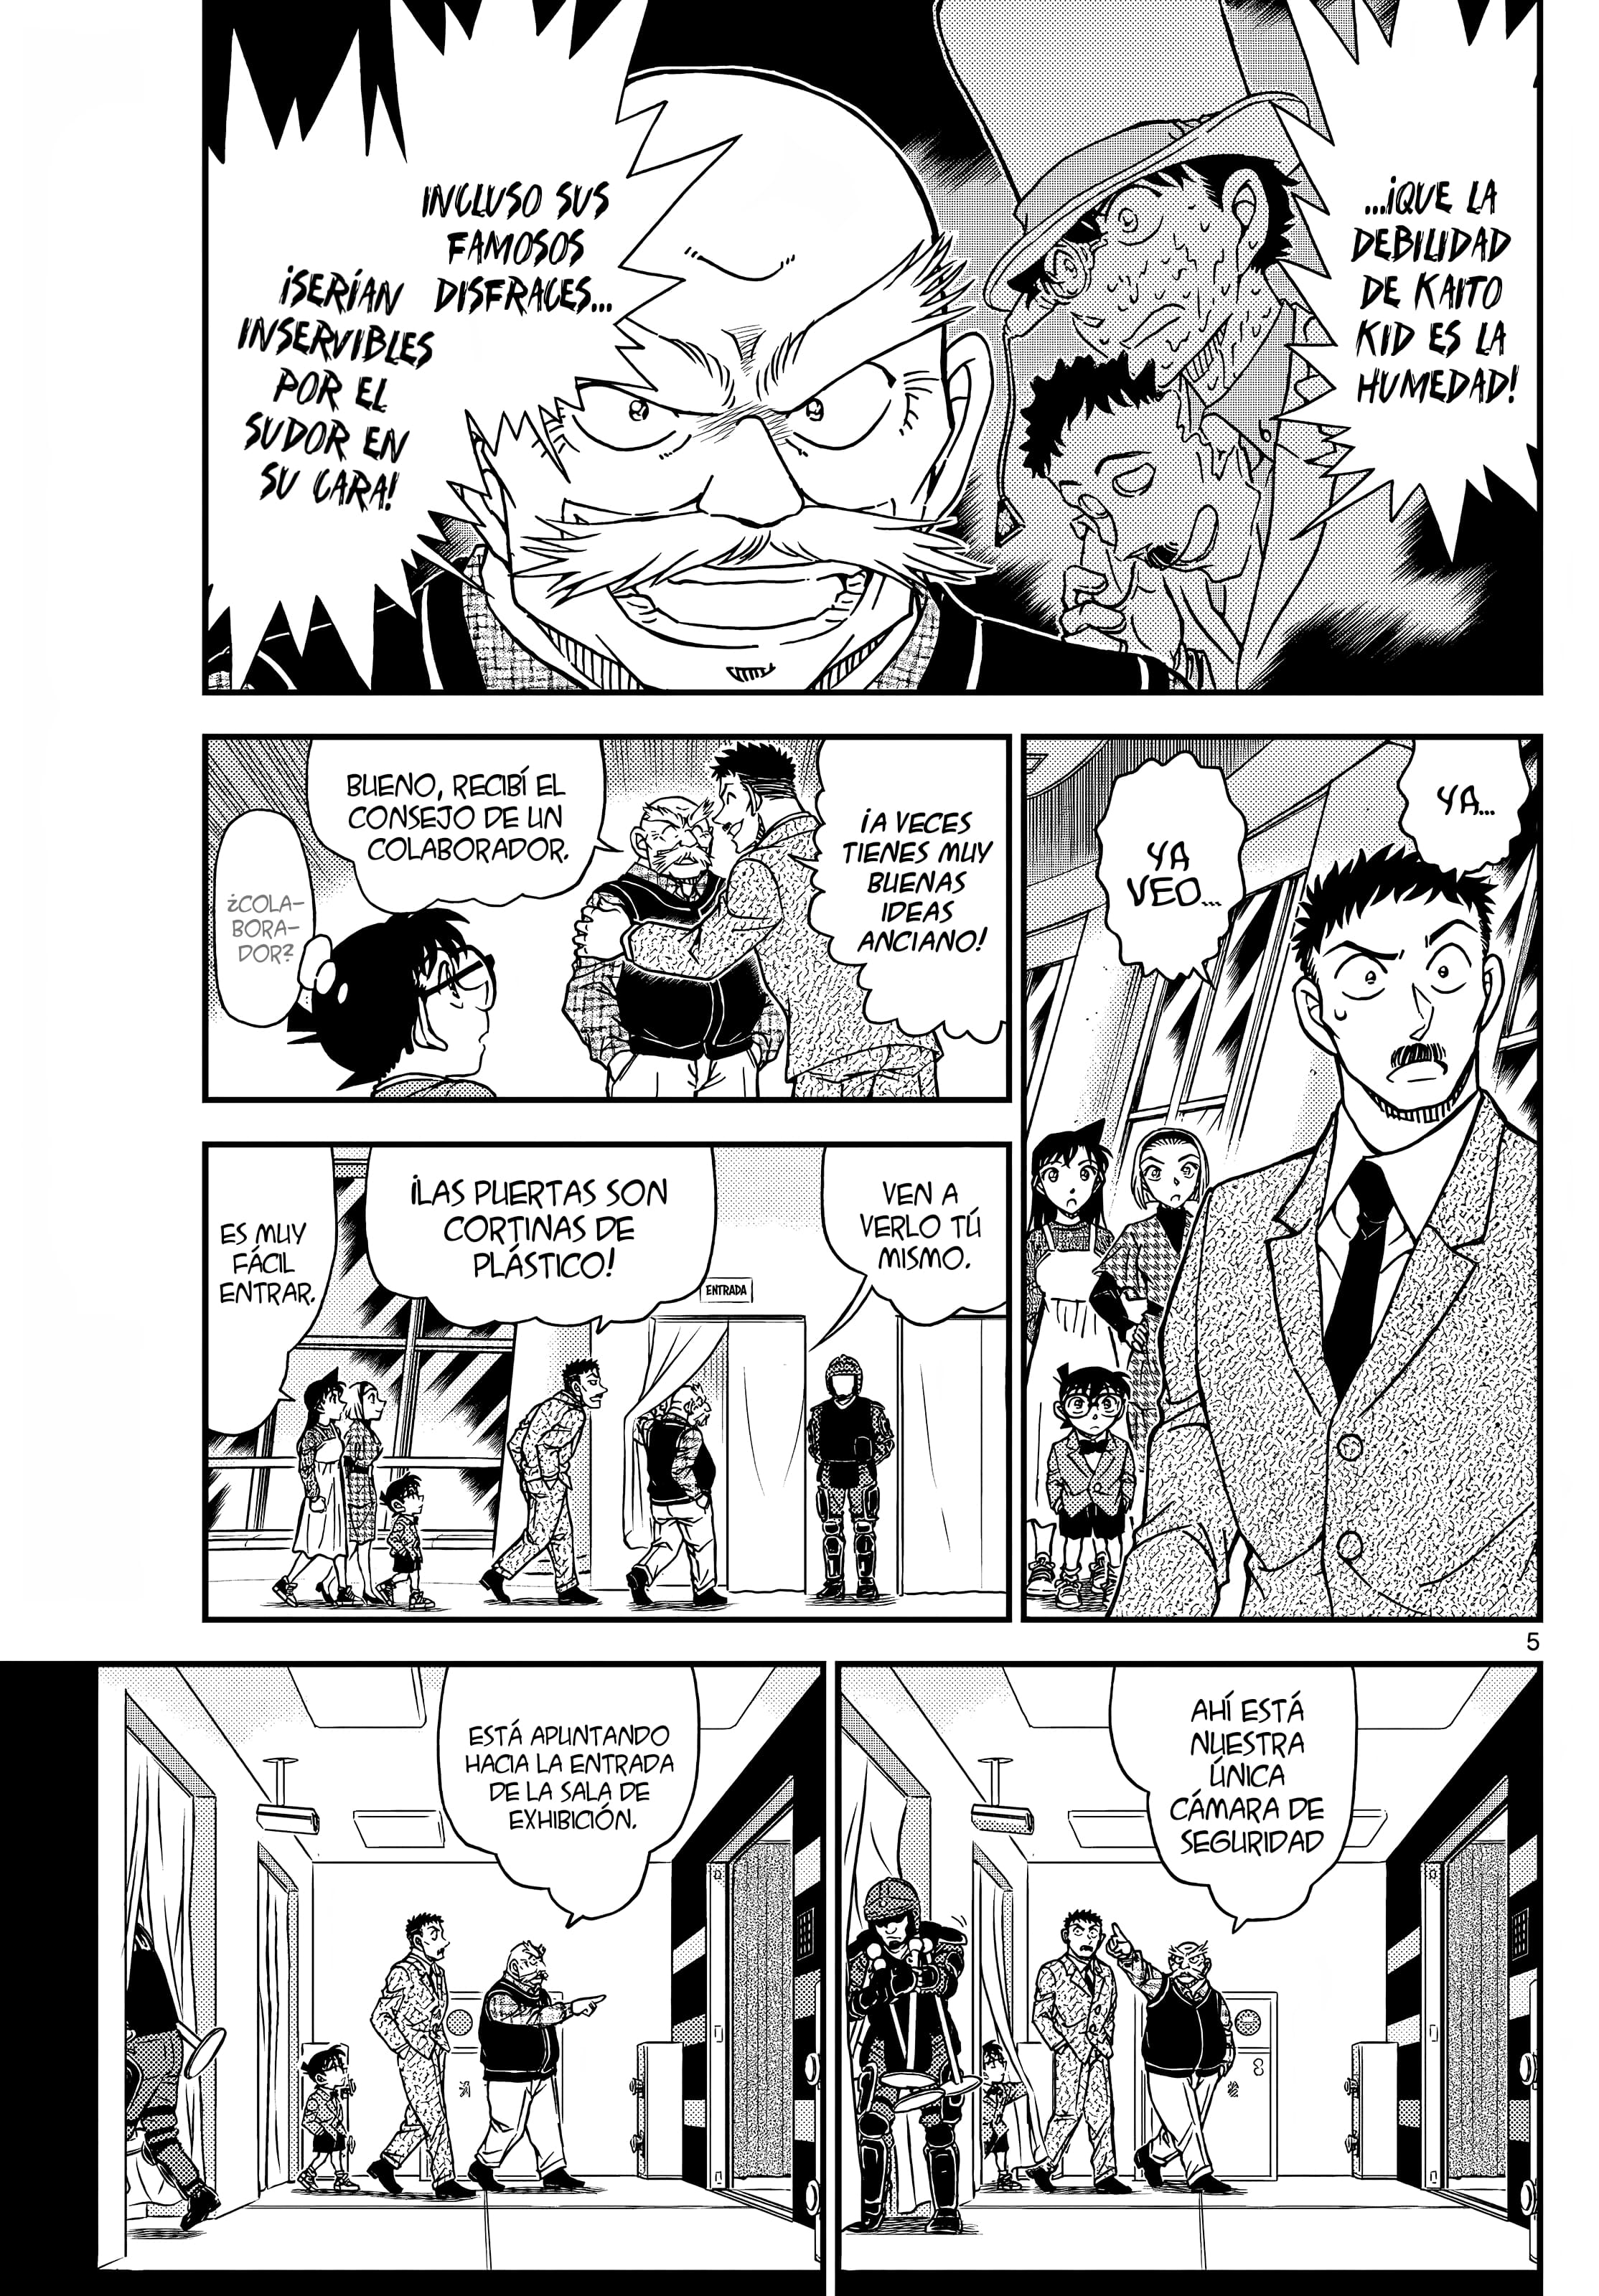 ...¡QUE LA
DEBILIDAD
DE KAITO
KID ES LA
HUMEDAD!
INCLUSO SUS
FAMOSOS
DISFRACES...
¡SERÍAN
INSERVIBLES
POR EL
SUDOR EN
SU CARA!
YA...
YA
VEO...
¡A VECES
TIENES MUY
BUENAS
IDEAS
ANCIANO!
BUENO, RECIBÍ EL
CONSEJO DE UN
COLABORADOR.
¿COLA-
BORA-
DOR?
VEN A
VERLO TÚ
MISMO.
¡LAS PUERTAS SON
CORTINAS DE
PLÁSTICO!
ENTRADA
ES MUY
FÁCIL
ENTRAR.
5
AHÍ ESTÁ
NUESTRA
ÚNICA
CÁMARA DE
SEGURIDAD
ESTÁ APUNTANDO
HACIA LA ENTRADA
DE LA SALA DE
EXHIBICIÓN.